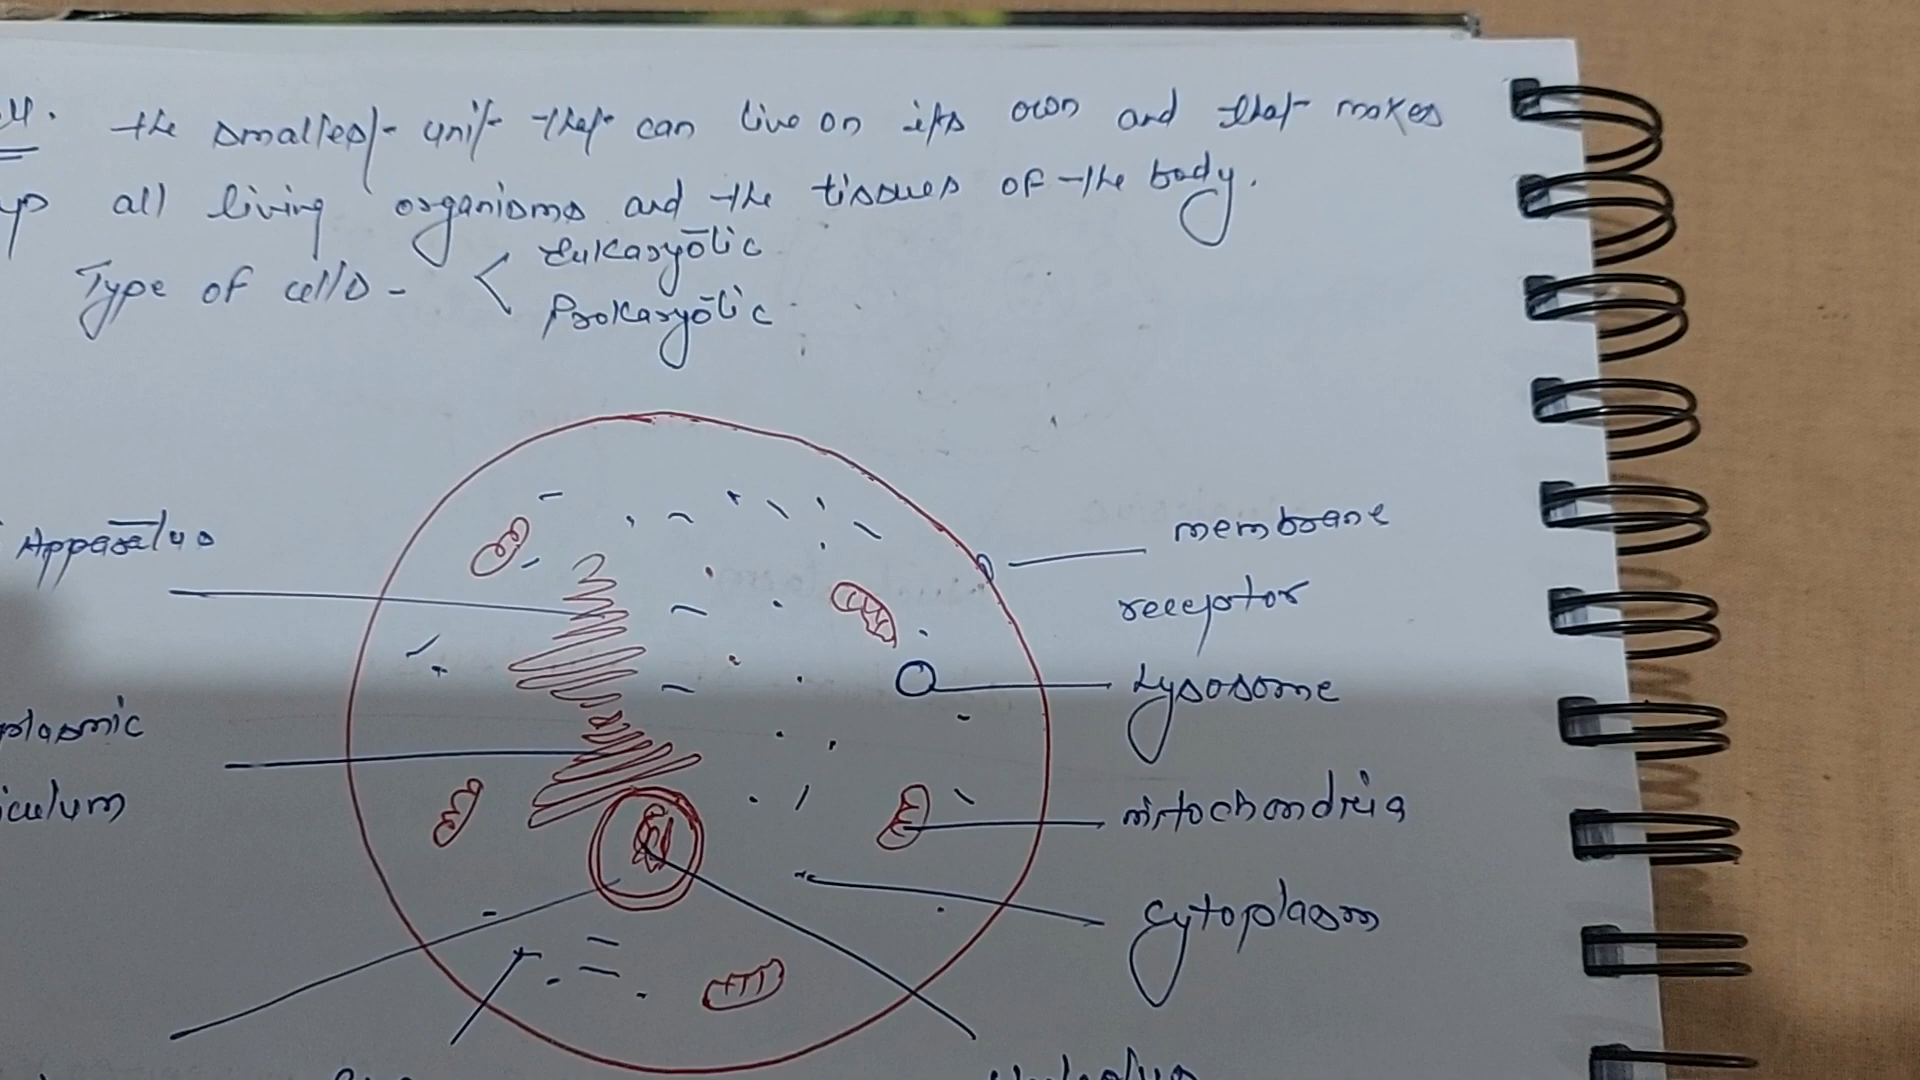 the smallest unit that can live on its own and that makes
all living organisms and the tissues of the body.
Type of cells - < Eukaryotic
Prokaryotic
Apparatus
membrane
receptor
Lysosome
plasmic
iculum
mitochondria
Cytoplasm
Nucleolus